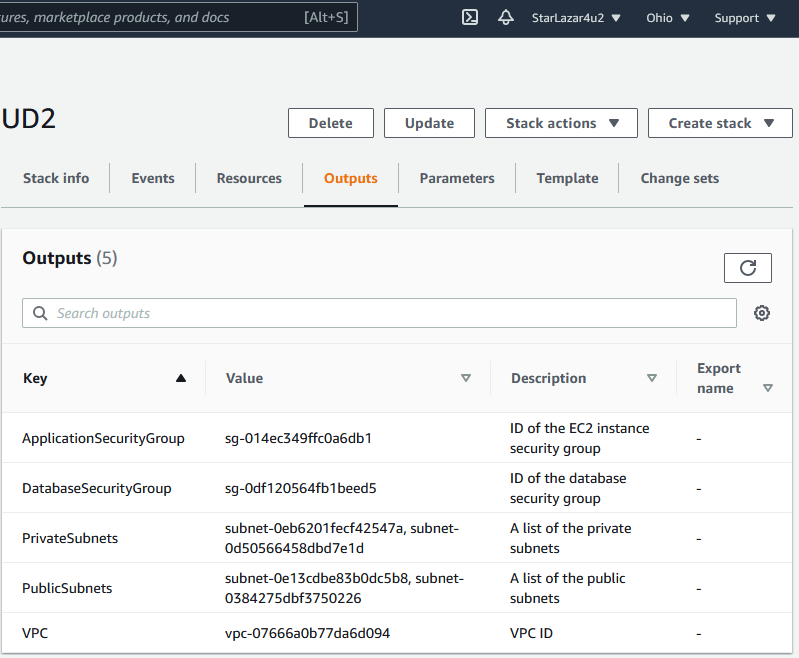 ures, marketplace products, and docs [Alt+S] StarLazar4u2 Ohio Support
UD2
Delete Update Stack actions Create stack
Stack info Events Resources Outputs Parameters Template Change sets
Outputs (5)
Search outputs
Key Value Description Export name
ApplicationSecurityGroup sg-014ec349ffc0a6db1 ID of the EC2 instance
security group -
DatabaseSecurityGroup sg-0df120564fb1beed5 ID of the database
security group -
PrivateSubnets subnet-0eb6201fecf42547a, subnet-
0d50566458dbd7e1d A list of the private
subnets -
PublicSubnets subnet-0e13cdbe83b0dc5b8, subnet-
0384275dbf3750226 A list of the public
subnets -
VPC vpc-07666a0b77da6d094 VPC ID -